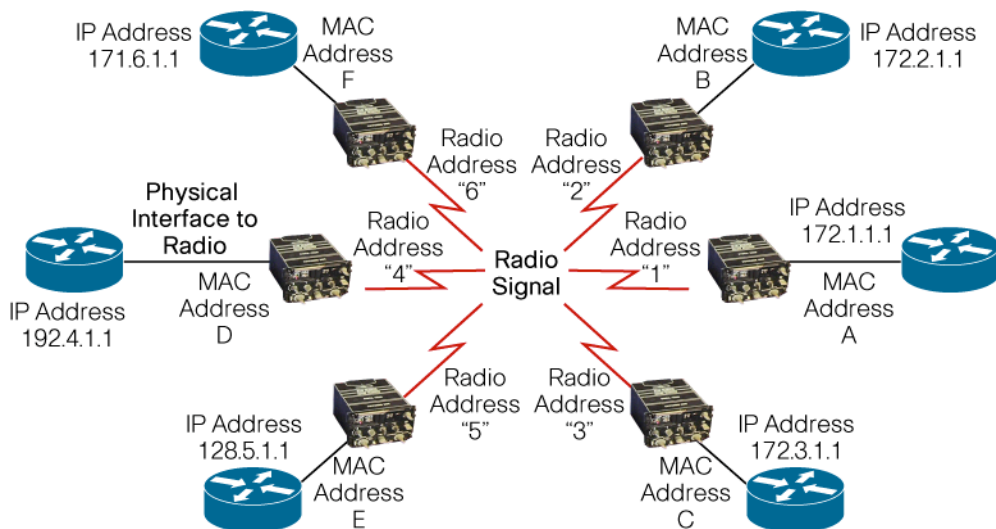 IP Address
171.6.1.1
MAC
Address
F
MAC
Address
B
IP Address
172.2.1.1
Radio
Address
“6”
Radio
Address
“2”
Physical
Interface to
Radio
IP Address
192.4.1.1
MAC
Address
D
Radio
Address
“4”
Radio
Signal
Radio
Address
“1”
IP Address
172.1.1.1
MAC
Address
A
IP Address
128.5.1.1
MAC
Address
E
Radio
Address
“5”
Radio
Address
“3”
MAC
Address
C
IP Address
172.3.1.1